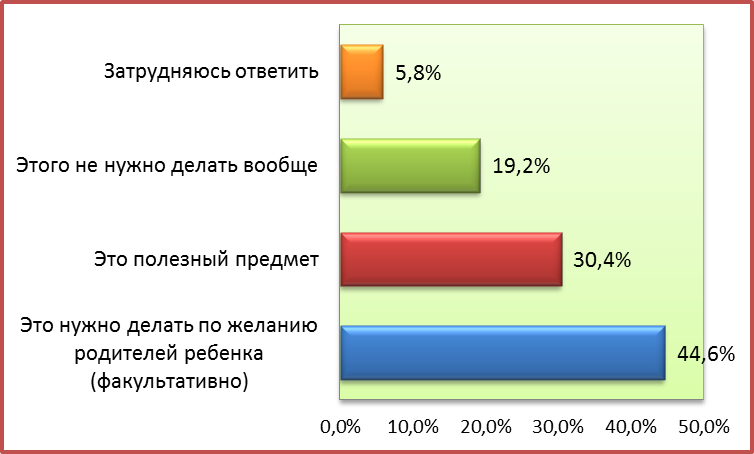 Затрудняюсь ответить
5,8%
Этого не нужно делать вообще
19,2%
Это полезный предмет
30,4%
Это нужно делать по желанию
родителей ребенка
(факультативно)
44,6%
0,0% 10,0% 20,0% 30,0% 40,0% 50,0%